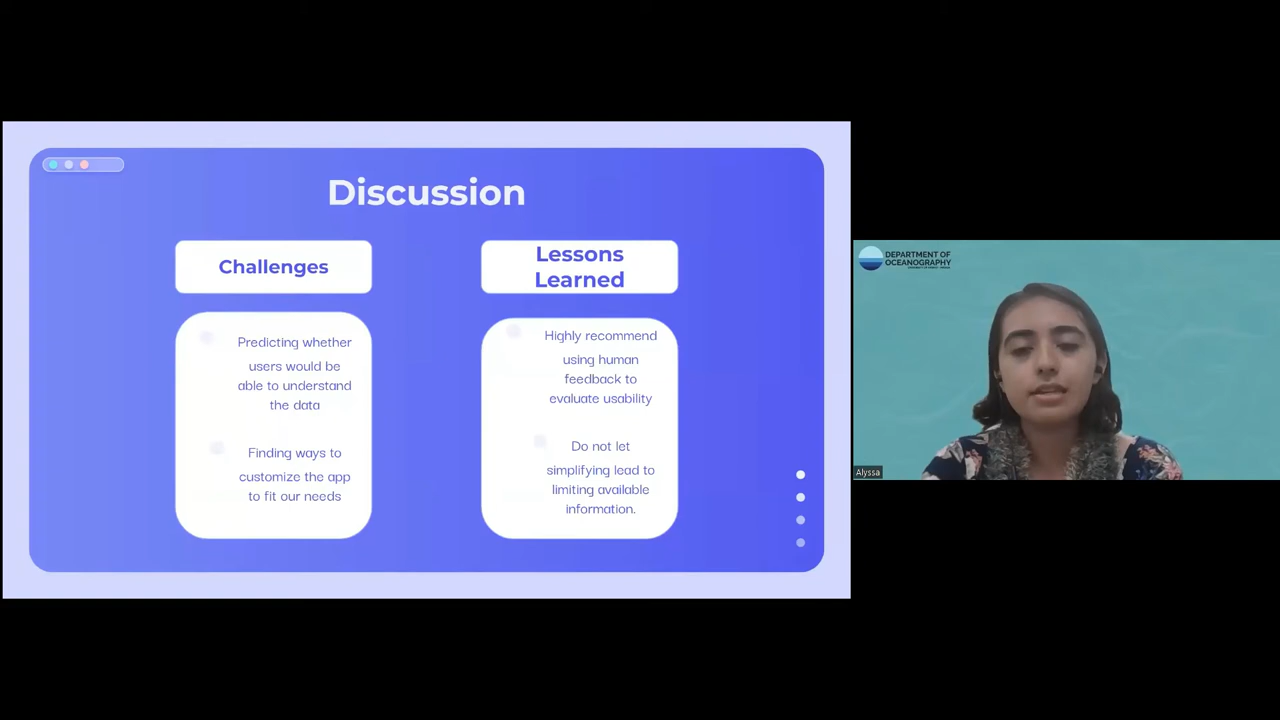 Discussion
Challenges
Predicting whether
users would be
able to understand
the data
Finding ways to
customize the app
to fit our needs
Lessons
Learned
Highly recommend
using human
feedback to
evaluate usability
Do not let
simplifying lead to
limiting available
information.
DEPARTMENT OF
OCEANOGRAPHY
Alyssa